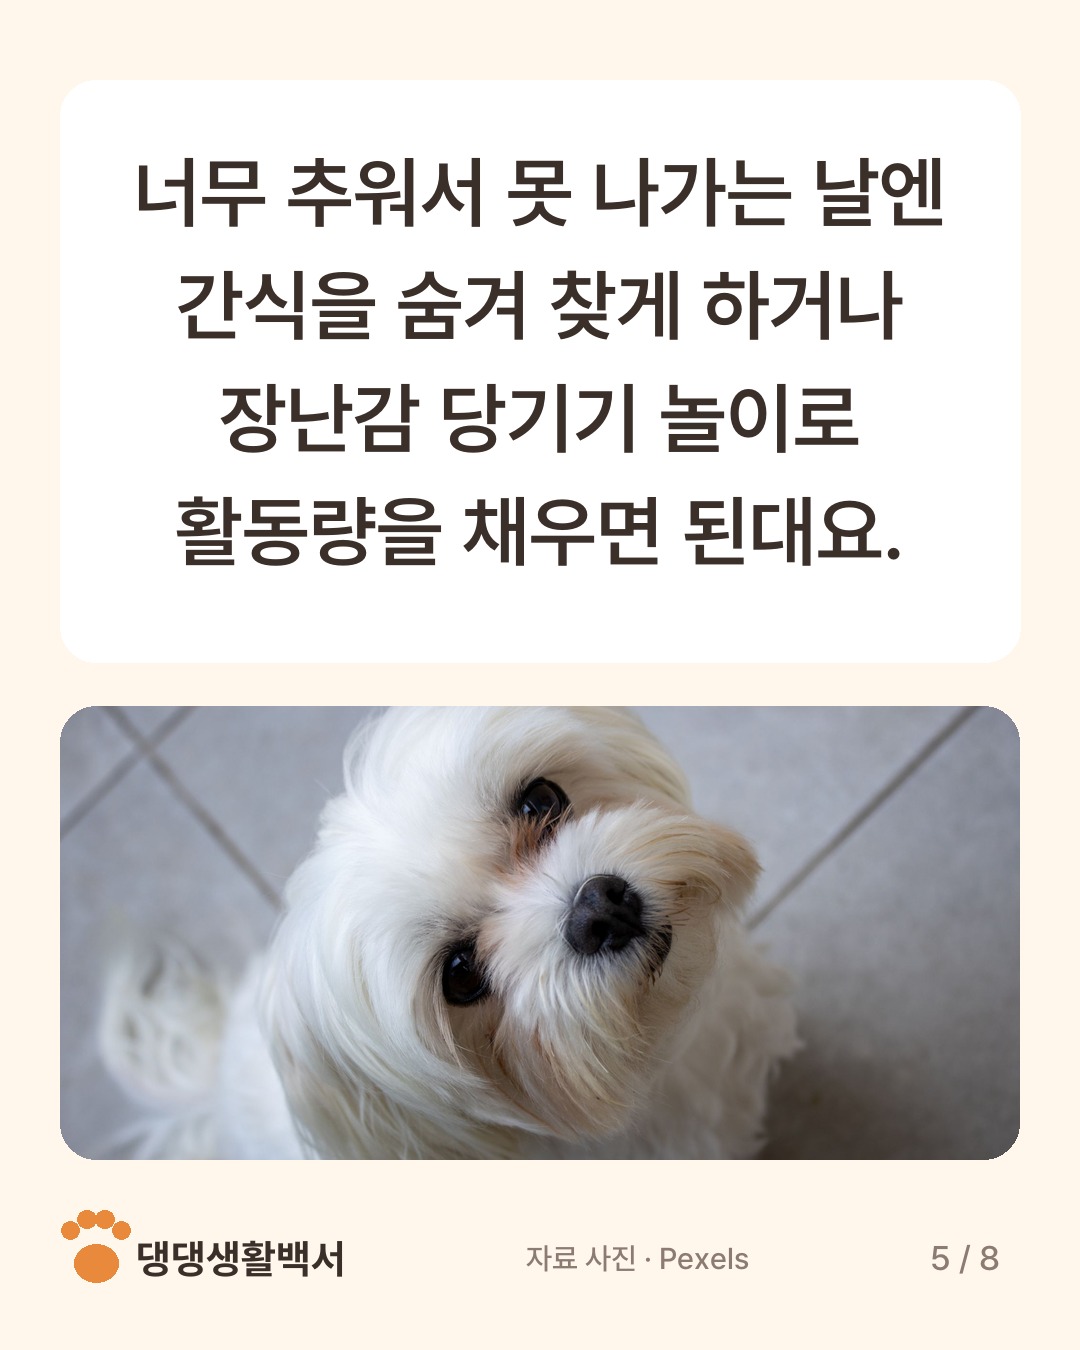 너무 추워서 못 나가는 날엔
간식을 숨겨 찾게 하거나
장난감 당기기 놀이로
활동량을 채우면 된대요.
댕댕생활백서
자료 사진 · Pexels
5 / 8